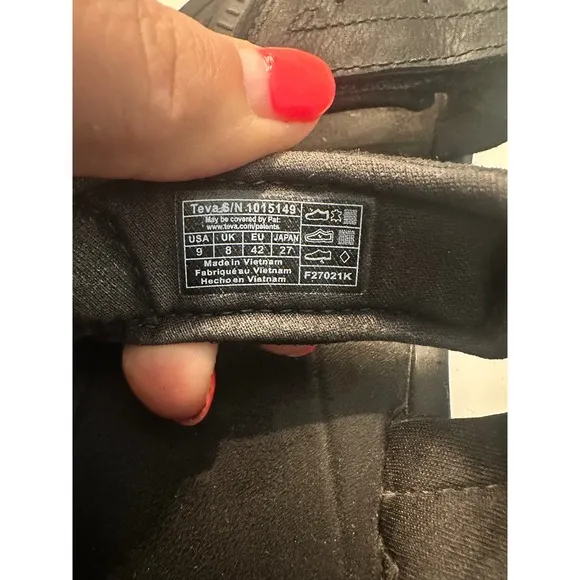 Teva S/N 1015149
May be covered by Pat:
www.teva.com/patents
USA UK EU JAPAN
9 8 42 27
Made in Vietnam
Fabriqué au Vietnam
Hecho en Vietnam
F27021K